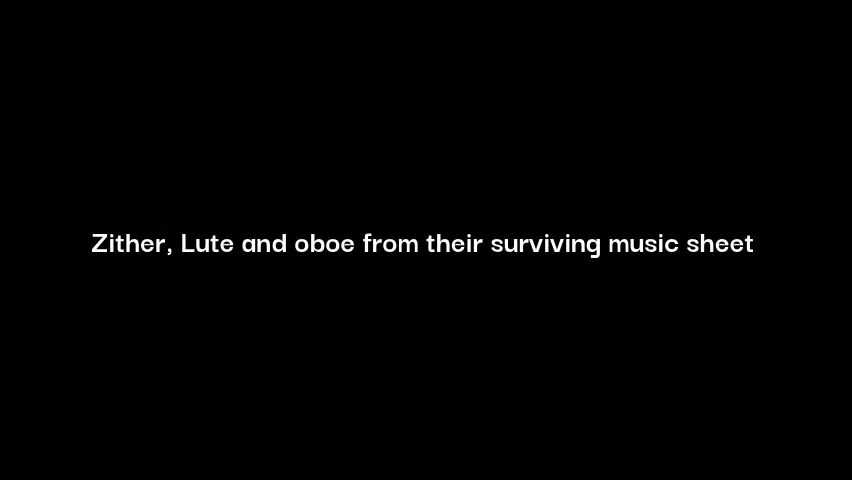 Zither, Lute and oboe from their surviving music sheet